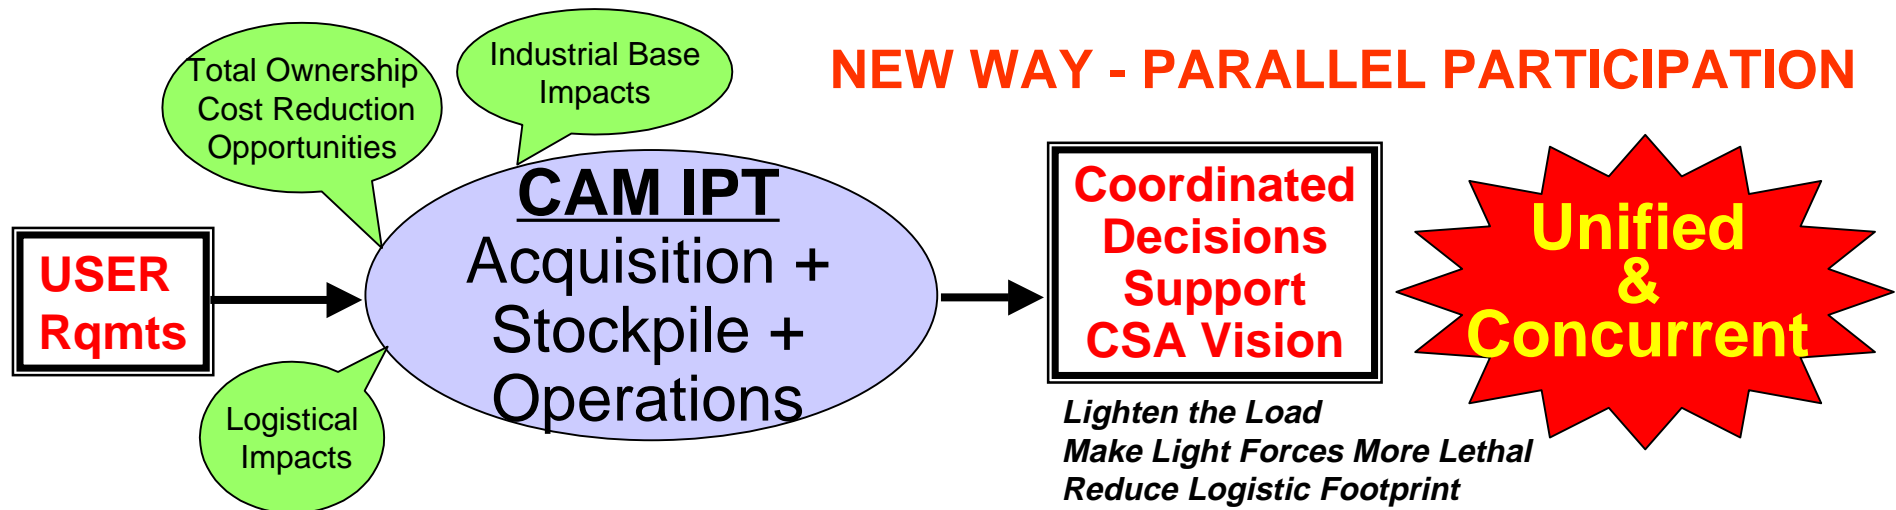 NEW WAY - PARALLEL PARTICIPATION
Total Ownership
Cost Reduction
Opportunities
Industrial Base
Impacts
USER
Rqmts
Logistical
Impacts
CAM IPT
Acquisition +
Stockpile +
Operations
Coordinated
Decisions
Support
CSA Vision
Lighten the Load
Make Light Forces More Lethal
Reduce Logistic Footprint
Unified
&
Concurrent